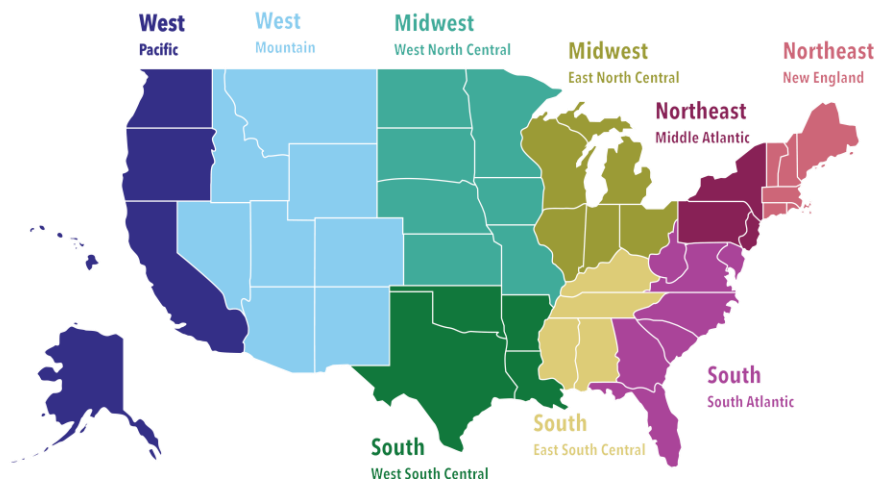 West
Pacific
West
Mountain
Midwest
West North Central
Midwest
East North Central
Northeast
New England
Northeast
Middle Atlantic
South
South Atlantic
South
East South Central
South
West South Central